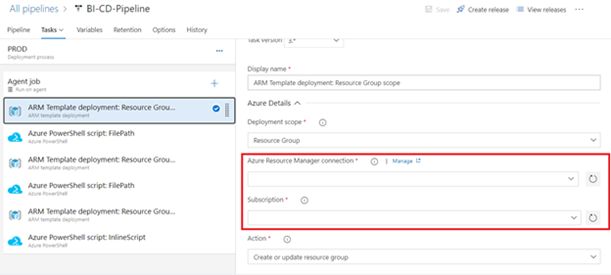 All pipelines > BI-CD-Pipeline
Save
Create release
View releases
...
Pipeline
Tasks
Variables
Retention
Options
History
PROD
Deployment process
...
Agent job
Run on agent
+
ARM Template deployment: Resource Grou...
ARM template deployment
Azure PowerShell script: FilePath
Azure PowerShell
ARM Template deployment: Resource Grou...
ARM template deployment
Azure PowerShell script: FilePath
Azure PowerShell
ARM Template deployment: Resource Grou...
ARM template deployment
Azure PowerShell script: InlineScript
Azure PowerShell
Task version
Display name *
ARM Template deployment: Resource Group scope
Azure Details
Deployment scope *
Resource Group
Azure Resource Manager connection * | Manage
Subscription *
Action *
Create or update resource group